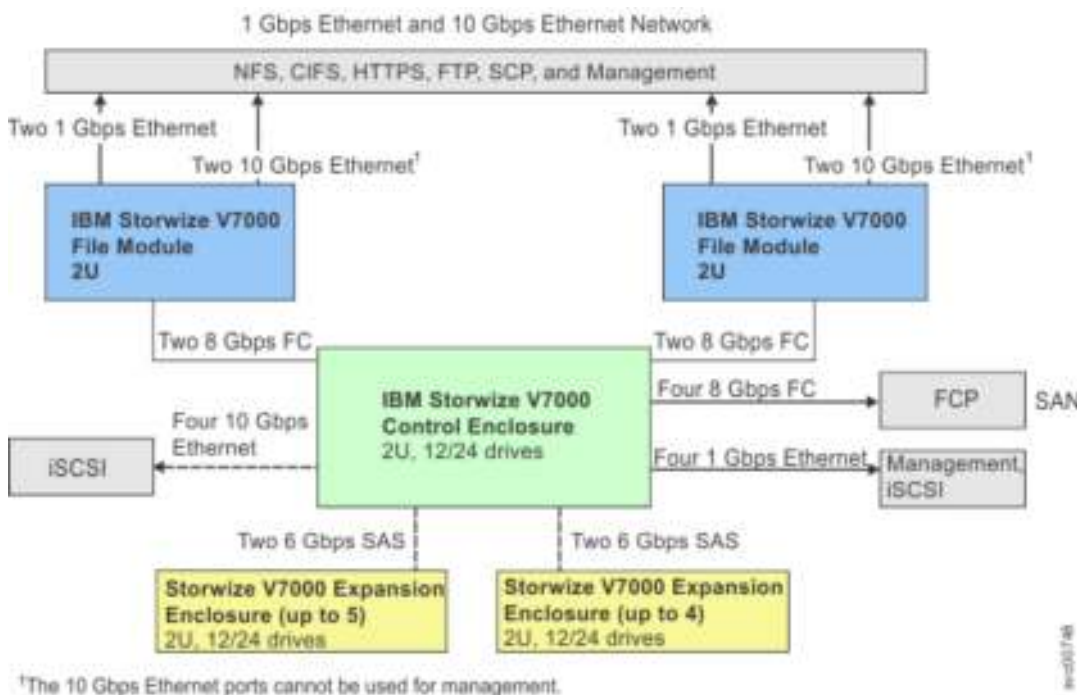 1 Gbps Ethernet and 10 Gbps Ethernet Network
NFS, CIFS, HTTPS, FTP, SCP, and Management
Two 1 Gbps Ethernet
Two 10 Gbps Ethernet¹
Two 1 Gbps Ethernet
Two 10 Gbps Ethernet¹
IBM Storwize V7000
File Module
2U
IBM Storwize V7000
File Module
2U
Two 8 Gbps FC
Two 8 Gbps FC
IBM Storwize V7000
Control Enclosure
2U, 12/24 drives
Four 8 Gbps FC
FCP
SAN
Four 10 Gbps
Ethernet
iSCSI
Four 1 Gbps Ethernet
Management,
iSCSI
Two 6 Gbps SAS
Two 6 Gbps SAS
Storwize V7000 Expansion
Enclosure (up to 5)
2U, 12/24 drives
Storwize V7000 Expansion
Enclosure (up to 4)
2U, 12/24 drives
¹The 10 Gbps Ethernet ports cannot be used for management.